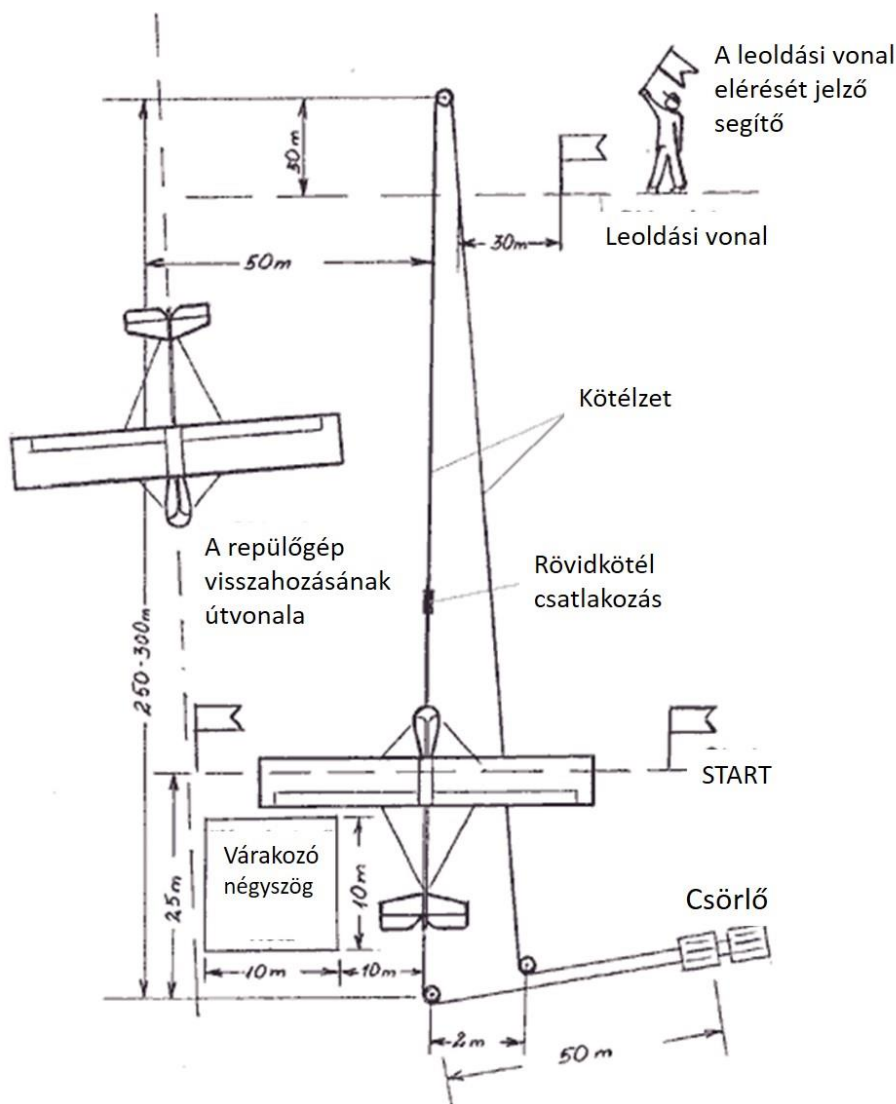 A leoldási vonal
elérését jelző
segítő
30m
Leoldási vonal
30m
50m
Kötélzet
A repülőgép
visszahozásának
útvonala
Rövidkötél
csatlakozás
250-300m
START
Várakozó
négyszög
25m
10m
Csörlő
10m
10m
2m
50 m